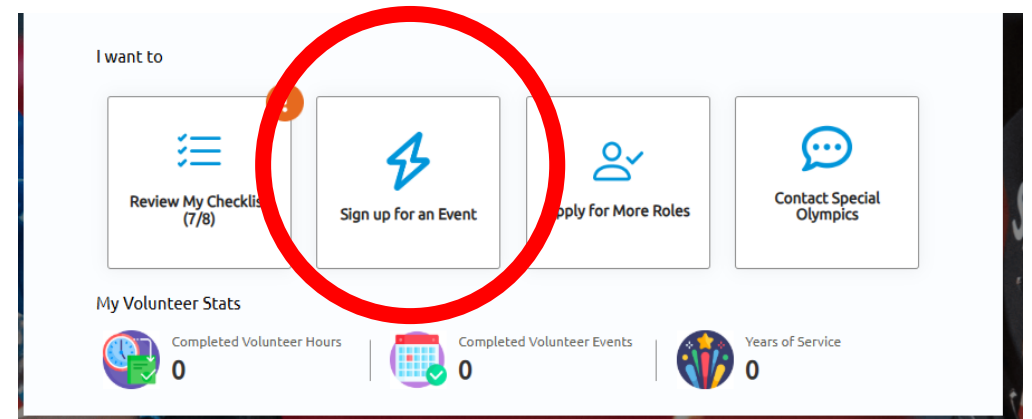 I want to
Review My Checklis
(7/8)
Sign up for an Event
pply for More Roles
Contact Special
Olympics
My Volunteer Stats
Completed Volunteer Hours
0
Completed Volunteer Events
0
Years of Service
0